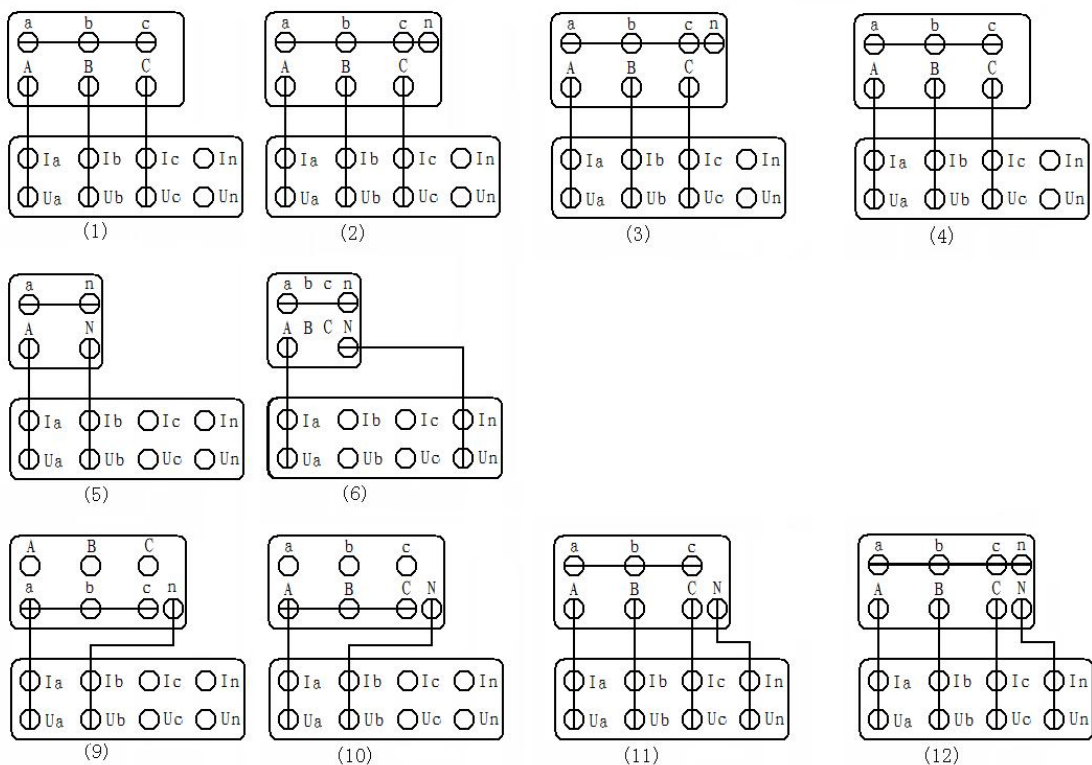 a b c
a b c n
a b c n
a b c
A B C
A B C
A B C
A B C
Ia Ib Ic In
Ia Ib Ic In
Ia Ib Ic In
Ia Ib Ic In
Ua Ub Uc Un
Ua Ub Uc Un
Ua Ub Uc Un
Ua Ub Uc Un
(1)
(2)
(3)
(4)
a n
a b c n
A N
A B C N
Ia Ib Ic In
Ia Ib Ic In
Ua Ub Uc Un
Ua Ub Uc Un
(5)
(6)
A B C
a b c
a b c
a b c n
a b c n
A B C N
A B C N
A B C N
Ia Ib Ic In
Ia Ib Ic In
Ia Ib Ic In
Ia Ib Ic In
Ua Ub Uc Un
Ua Ub Uc Un
Ua Ub Uc Un
Ua Ub Uc Un
(9)
(10)
(11)
(12)